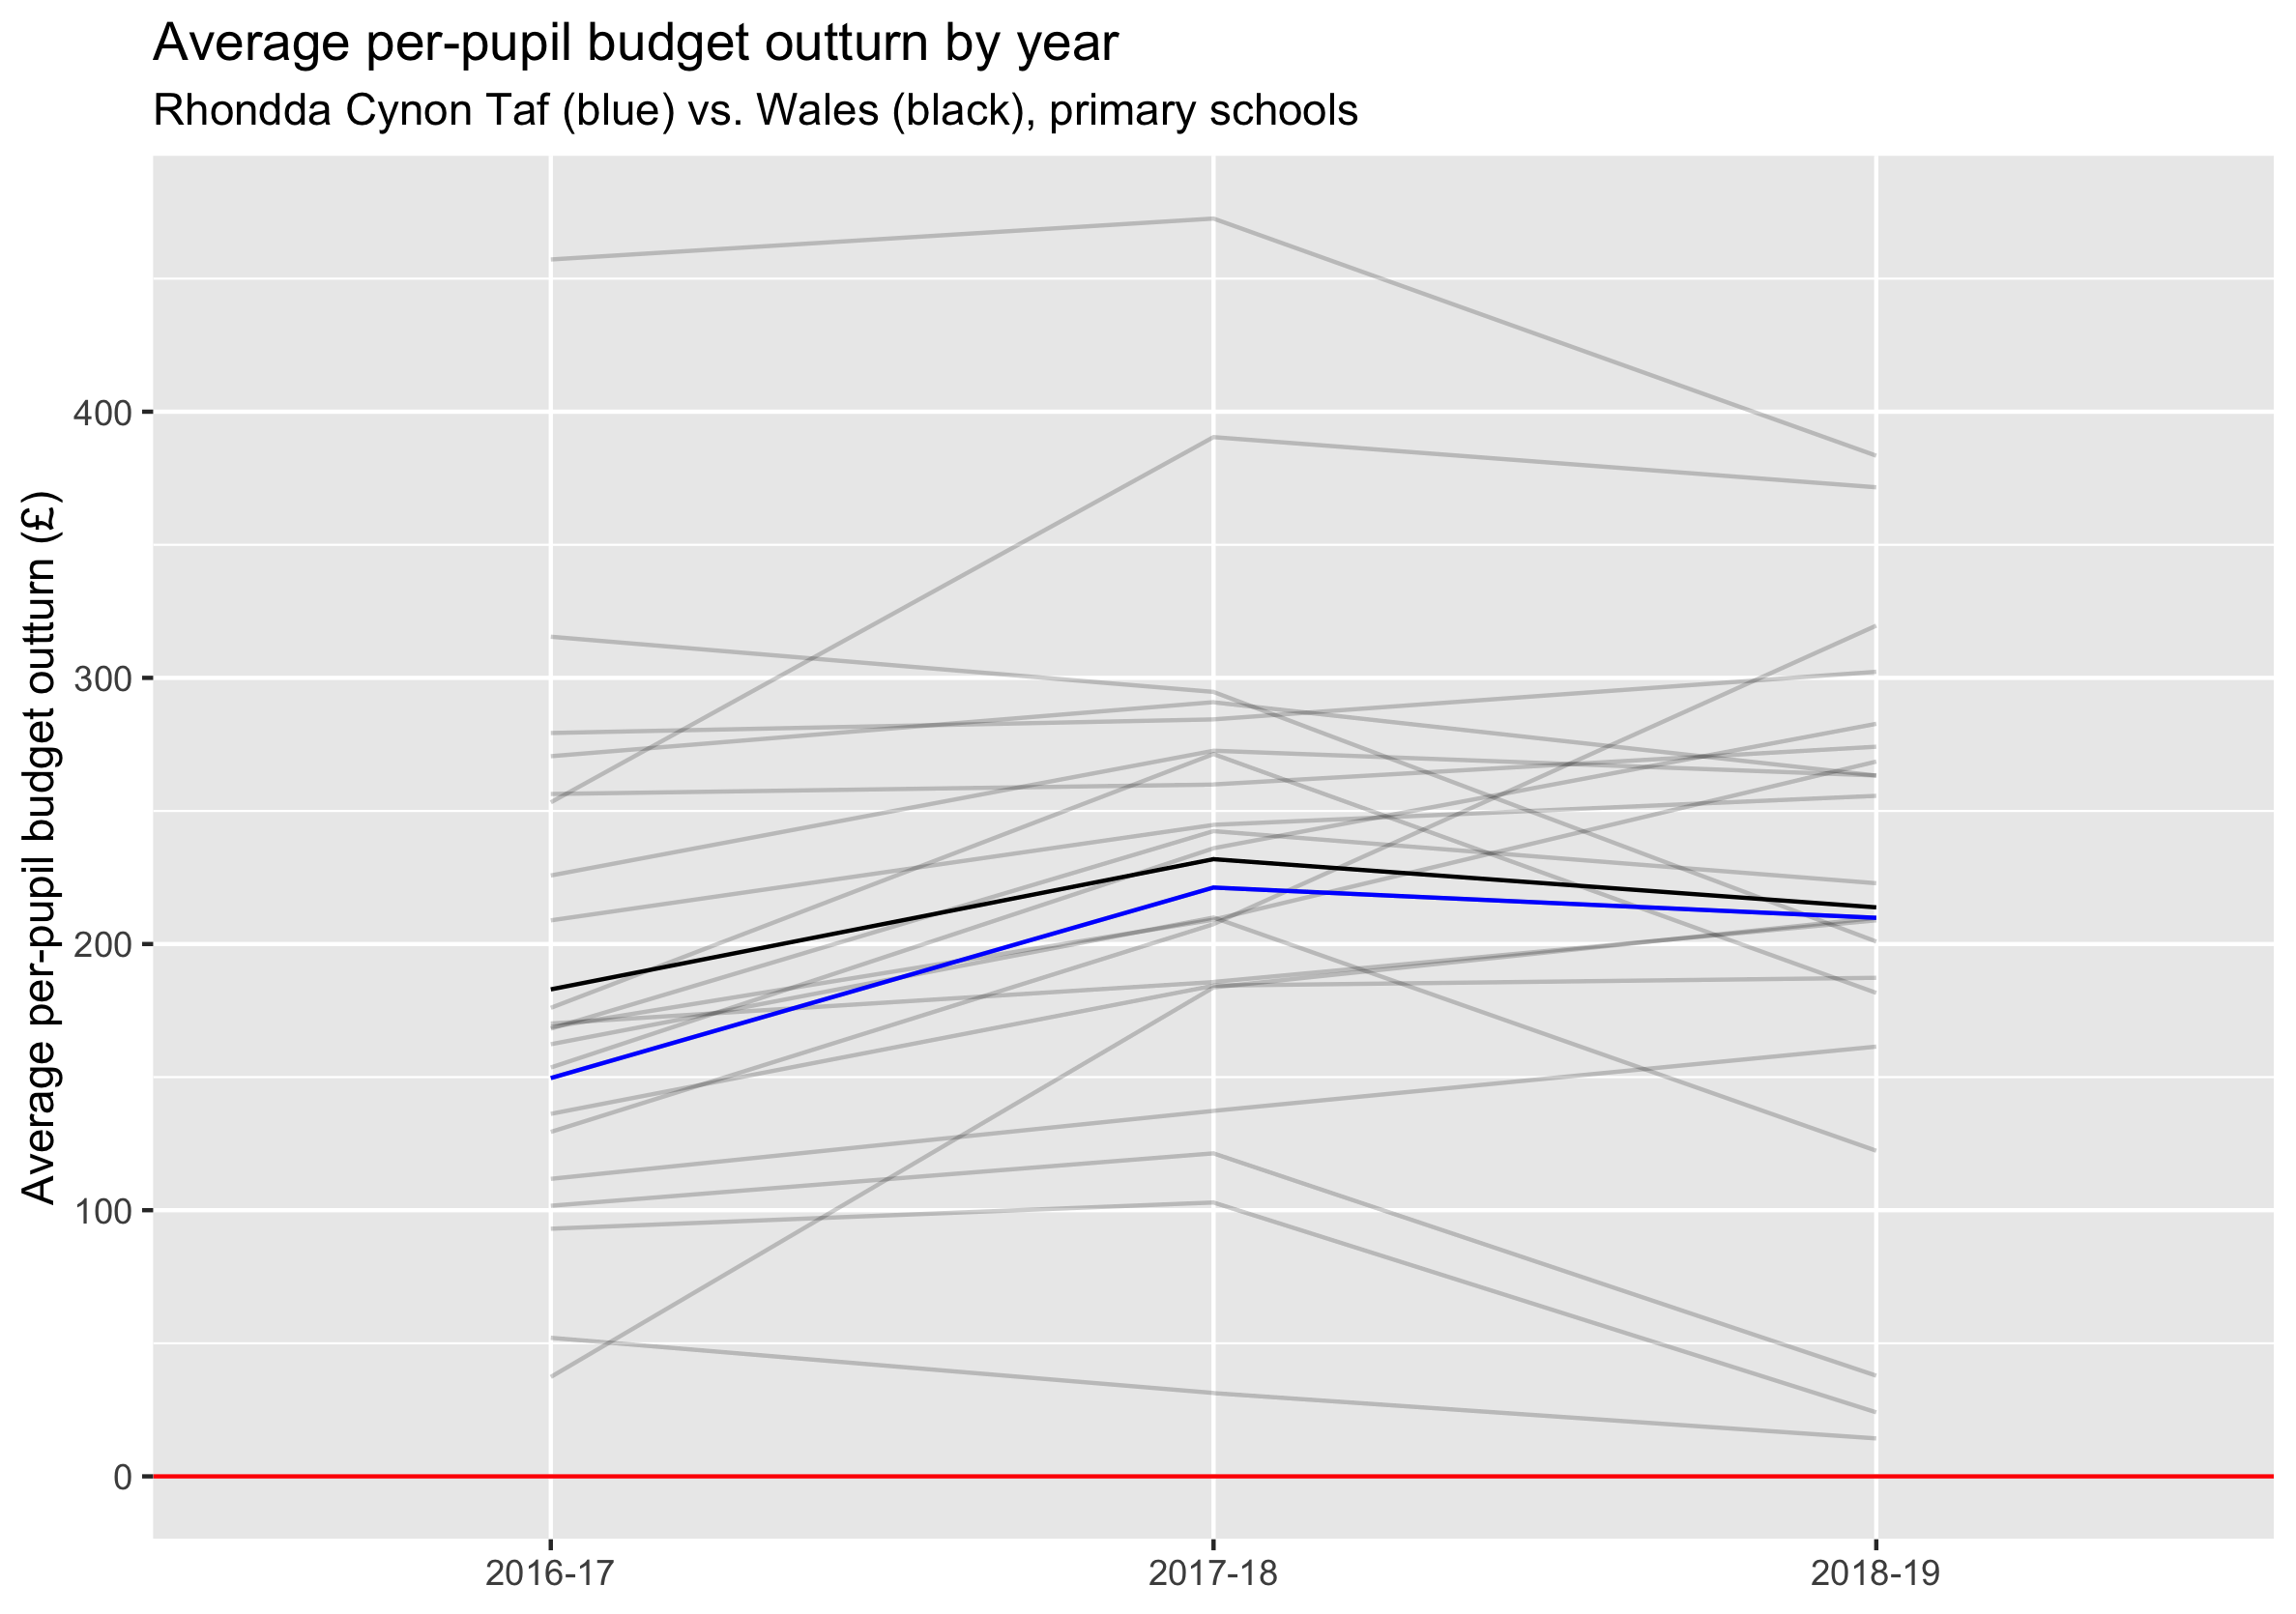 Average per-pupil budget outturn by year
Rhondda Cynon Taf (blue) vs. Wales (black), primary schools
Average per-pupil budget outturn (£)
400
300
200
100
0
2016-17
2017-18
2018-19